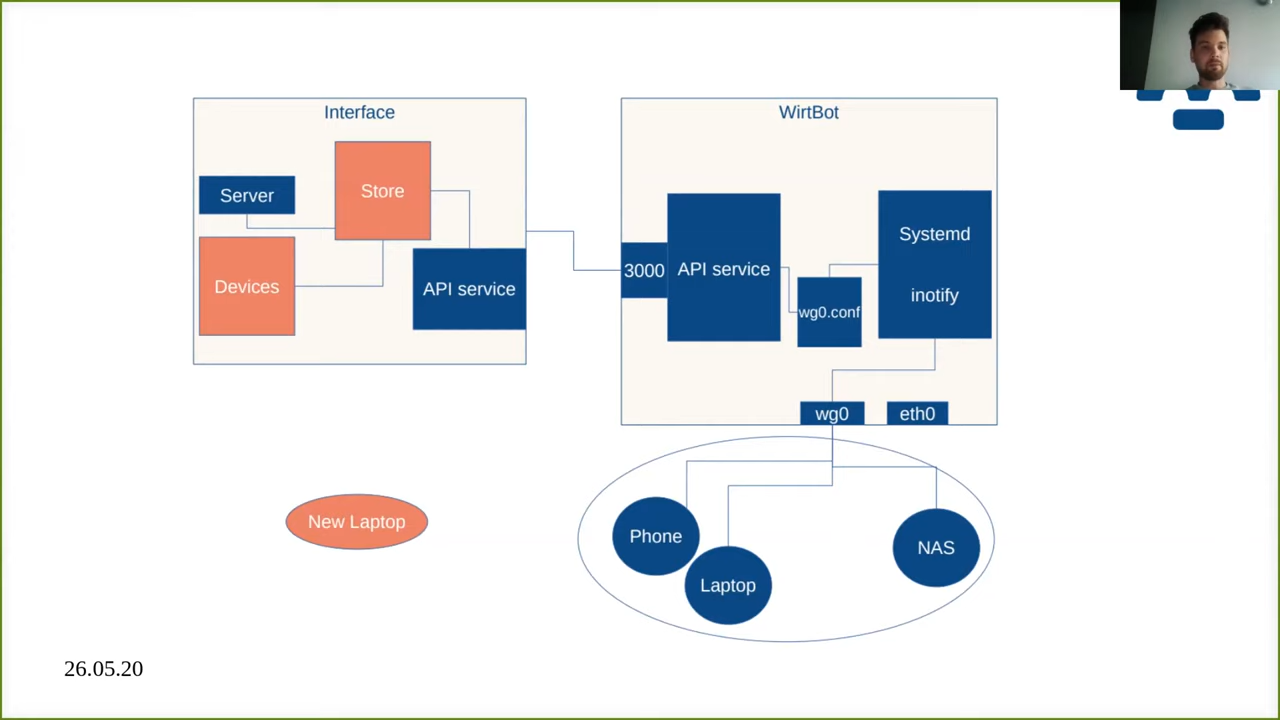 Interface
WirtBot
Server
Store
Devices
API service
3000
API service
wg0.conf
Systemd
inotify
wg0
eth0
New Laptop
Phone
Laptop
NAS
26.05.20